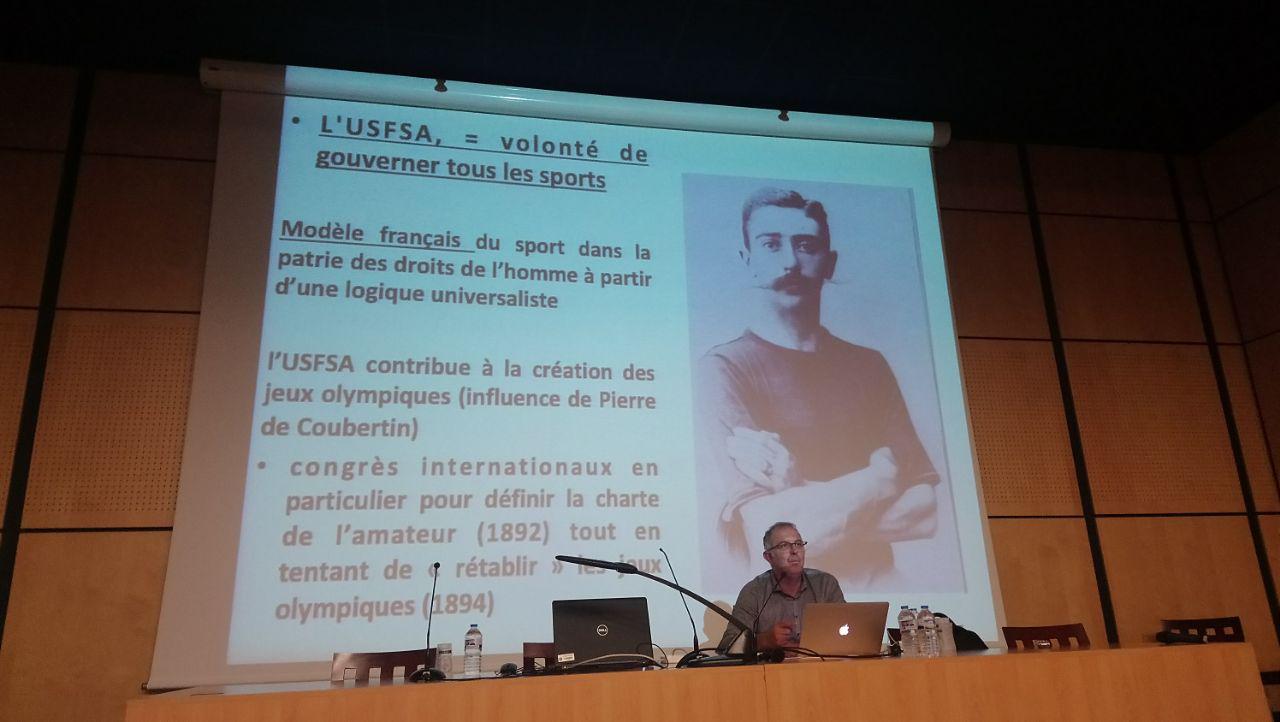 • L'USFSA, = volonté de
gouverner tous les sports
Modèle français du sport dans la
patrie des droits de l'homme à partir
d'une logique universaliste
l'USFSA contribue à la création des
jeux olympiques (influence de Pierre
de Coubertin)
• congrès internationaux en
particulier pour définir la charte
de l'amateur (1892) tout en
tentant de « rétablir » les jeux
olympiques (1894)
DELL